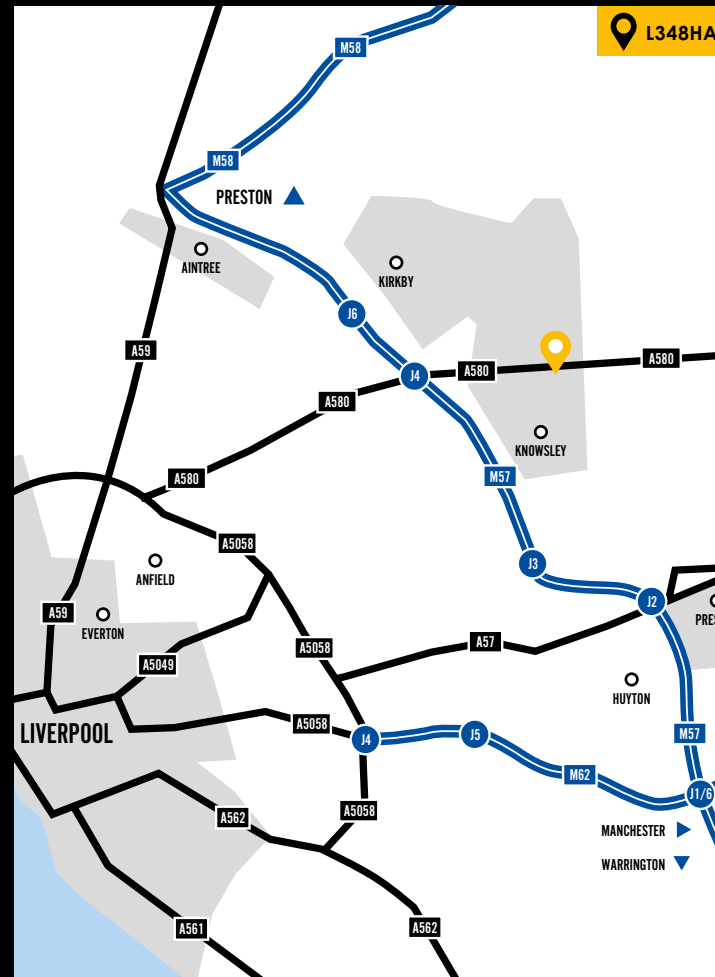 L348HA
M58
M58
PRESTON
AINTREE
KIRKBY
J6
A59
A580
J4
A580
A580
KNOWSLEY
A580
M57
A5058
ANFIELD
J3
J2
A59
EVERTON
PRES
A57
A5058
A5049
HUYTON
LIVERPOOL
A5058
J4
J5
M57
M62
J1/6
A5058
A562
MANCHESTER
WARRINGTON
A561
A562